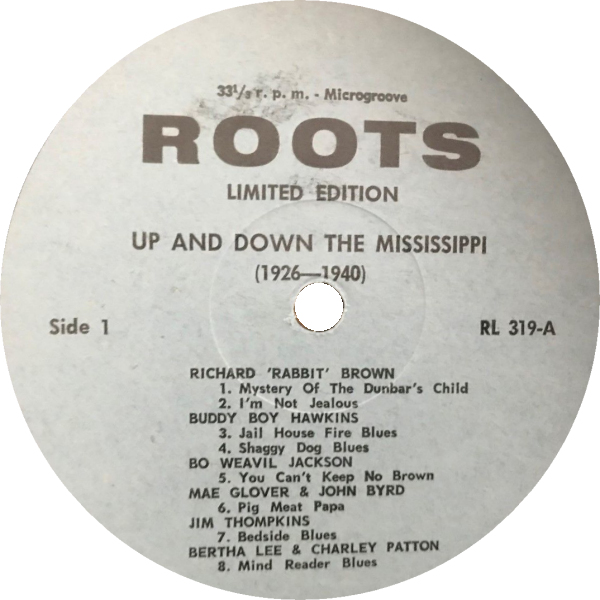 33⅓ r. p. m. - Microgroove
ROOTS
LIMITED EDITION
UP AND DOWN THE MISSISSIPPI
(1926—1940)
Side 1
RL 319-A
RICHARD 'RABBIT' BROWN
1. Mystery Of The Dunbar's Child
2. I'm Not Jealous
BUDDY BOY HAWKINS
3. Jail House Fire Blues
4. Shaggy Dog Blues
BO WEAVIL JACKSON
5. You Can't Keep No Brown
MAE GLOVER & JOHN BYRD
6. Pig Meat Papa
JIM THOMPKINS
7. Bedside Blues
BERTHA LEE & CHARLEY PATTON
8. Mind Reader Blues